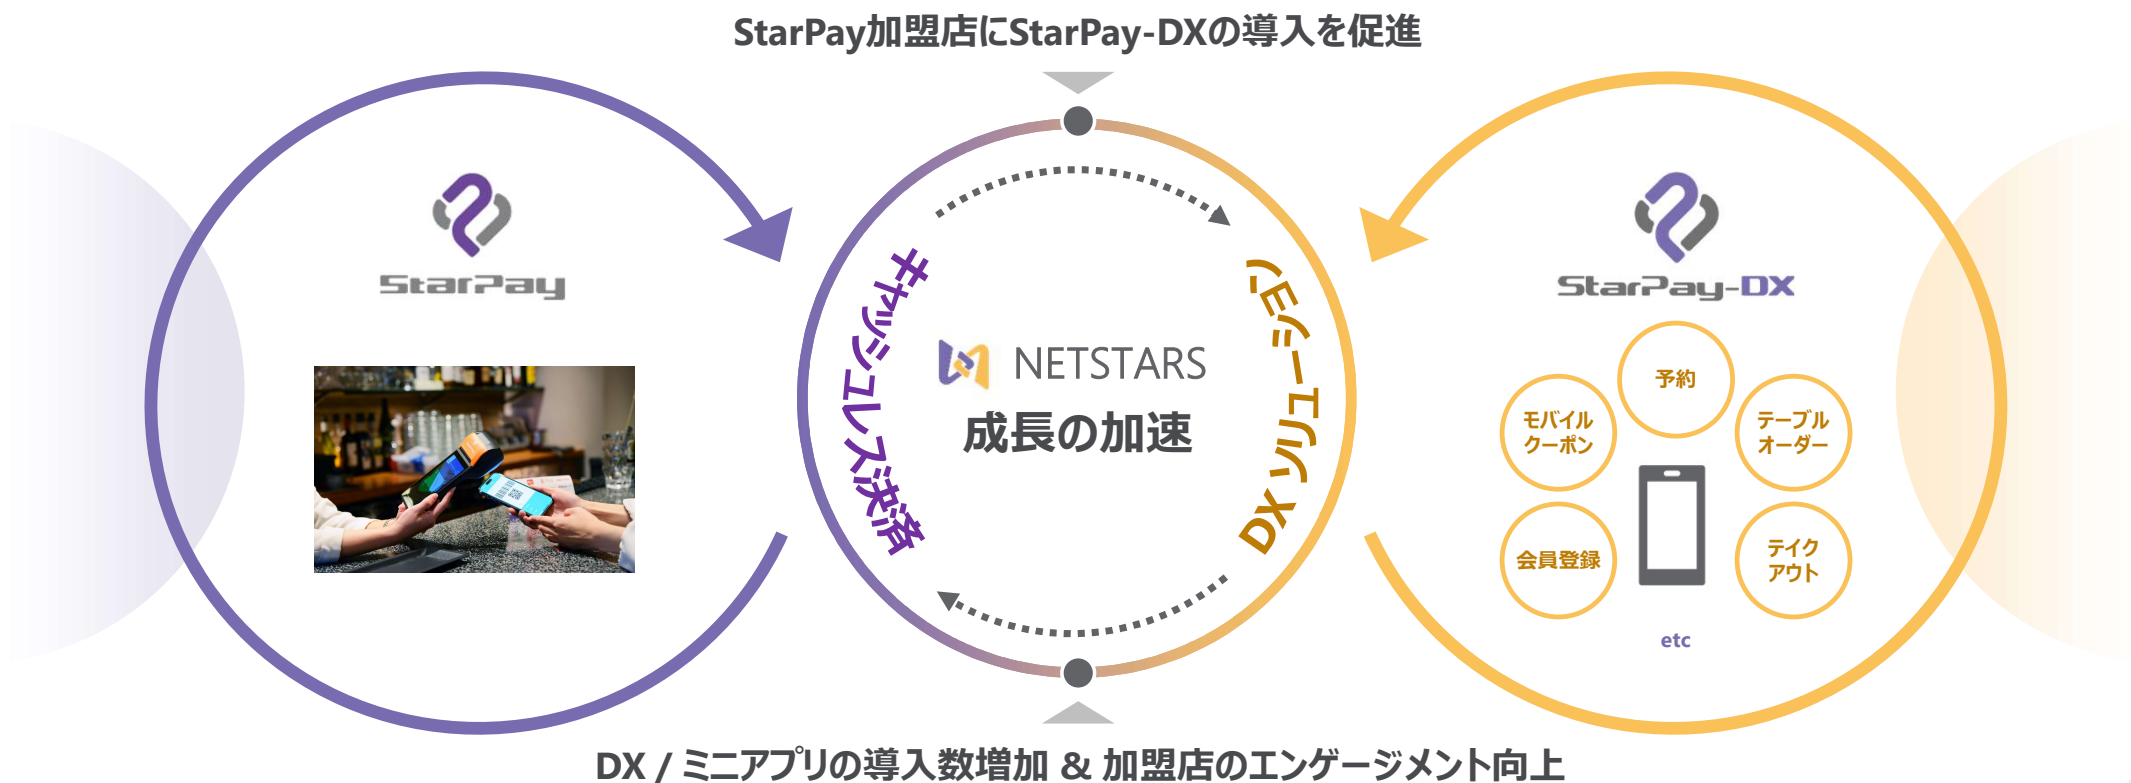 StarPay加盟店にStarPay-DXの導入を促進
StarPay
キャッシュレス決済
NETSTARS
成長の加速
DX ソリューション
StarPay-DX
予約
モバイル
クーポン
テーブル
オーダー
会員登録
テイク
アウト
etc
DX / ミニアプリの導入数増加 & 加盟店のエンゲージメント向上